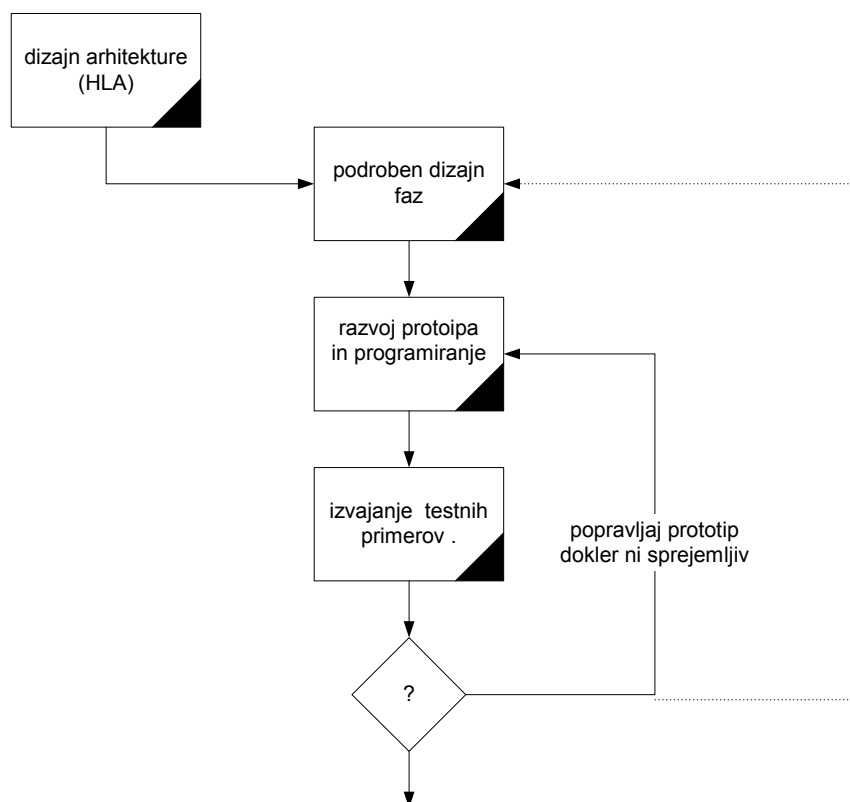 dizajn arhitekture
(HLA)
podroben dizajn
faz
razvoj protoipa
in programiranje
izvajanje testnih
primerov .
popravljaj prototip
dokler ni sprejemljiv
?